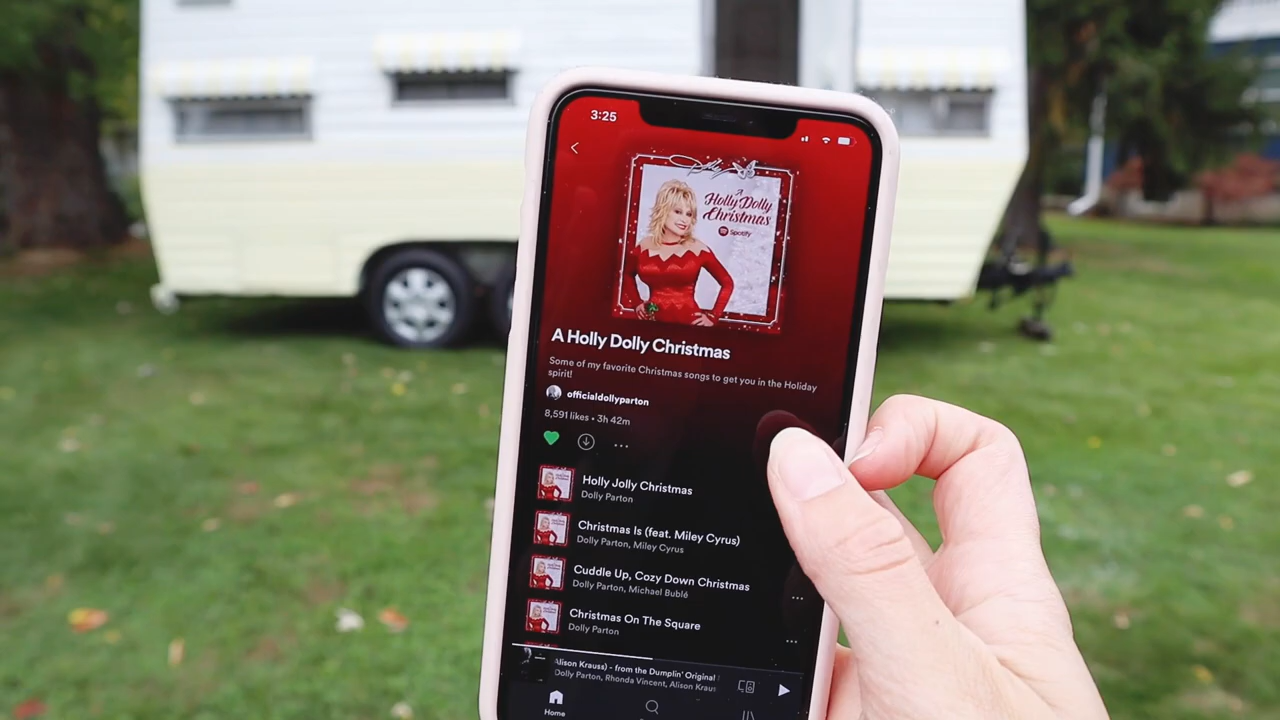 3:25
A
Holly Dolly
Christmas
Spotify
A Holly Dolly Christmas
Some of my favorite Christmas songs to get you in the Holiday
spirit!
officialdollyparton
8,591 likes • 3h 42m
Holly Jolly Christmas
Dolly Parton
Christmas Is (feat. Miley Cyrus)
Dolly Parton, Miley Cyrus
Cuddle Up, Cozy Down Christmas
Dolly Parton, Michael Bublé
Christmas On The Square
Dolly Parton
Alison Krauss) - from the Dumplin' Original
Dolly Parton, Rhonda Vincent, Alison Kraus
Home